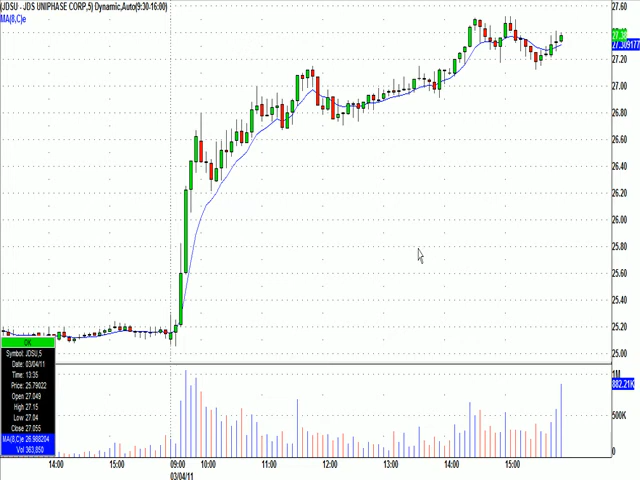 (JDSU - JDS UNIPHASE CORP,5) Dynamic,Auto(9:30-16:00)
MA(8,C)e
27.60
27.309177
27.20
27.00
26.80
26.60
26.40
26.20
26.00
25.80
25.60
25.40
25.20
25.00
1M
882.21K
500K
0
OK
Symbol: JDSU,5
Date: 03/04/11
Time: 13:35
Price: 25.79022
Open 27.049
High 27.15
Low 27.04
Close 27.055
MA(8,C)e 26.988204
Vol 363,850
14:00 15:00 09:00 10:00 11:00 12:00 13:00 14:00 15:00
03/04/11